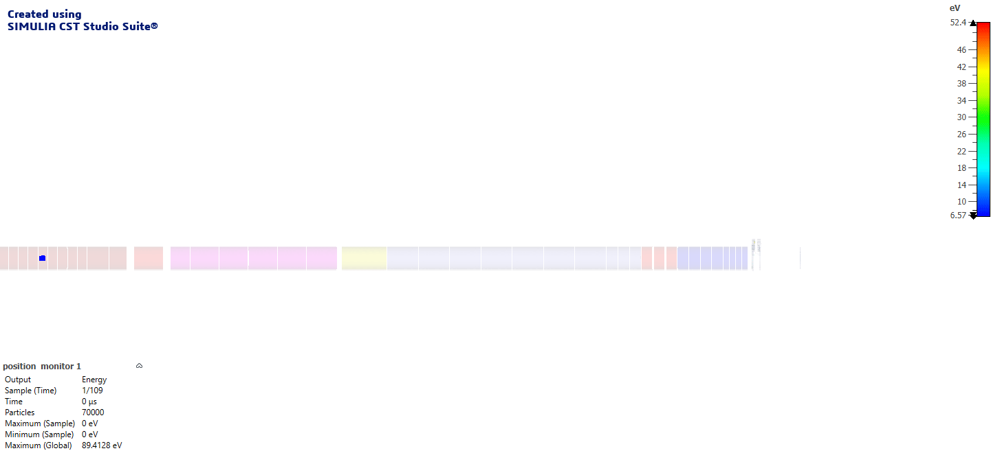 Created using
SIMULIA CST Studio Suite®
eV
52.4
46
42
38
34
30
26
22
18
14
10
6.57
position monitor 1
Output Energy
Sample (Time) 1/109
Time 0 µs
Particles 70000
Maximum (Sample) 0 eV
Minimum (Sample) 0 eV
Maximum (Global) 89.4128 eV